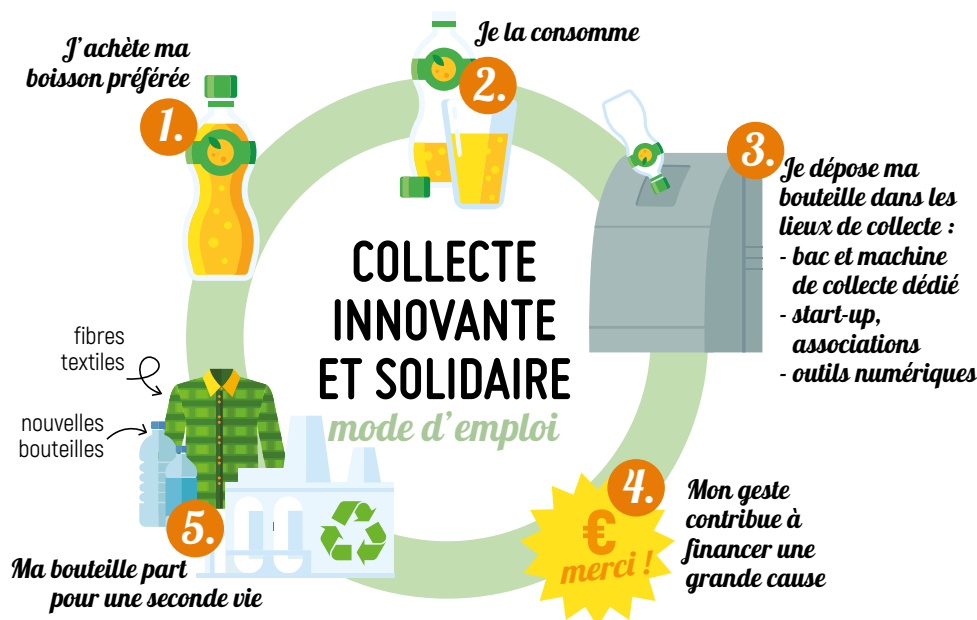 J'achète ma
boisson préférée
1.
Je la consomme
2.
3.
Je dépose ma
bouteille dans les
lieux de collecte :
- bac et machine
de collecte dédié
- start-up,
associations
- outils numériques
COLLECTE
INNOVANTE
ET SOLIDAIRE
mode d'emploi
4.
€
merci !
Mon geste
contribue à
financer une
grande cause
fibres
textiles
nouvelles
bouteilles
5.
Ma bouteille part
pour une seconde vie